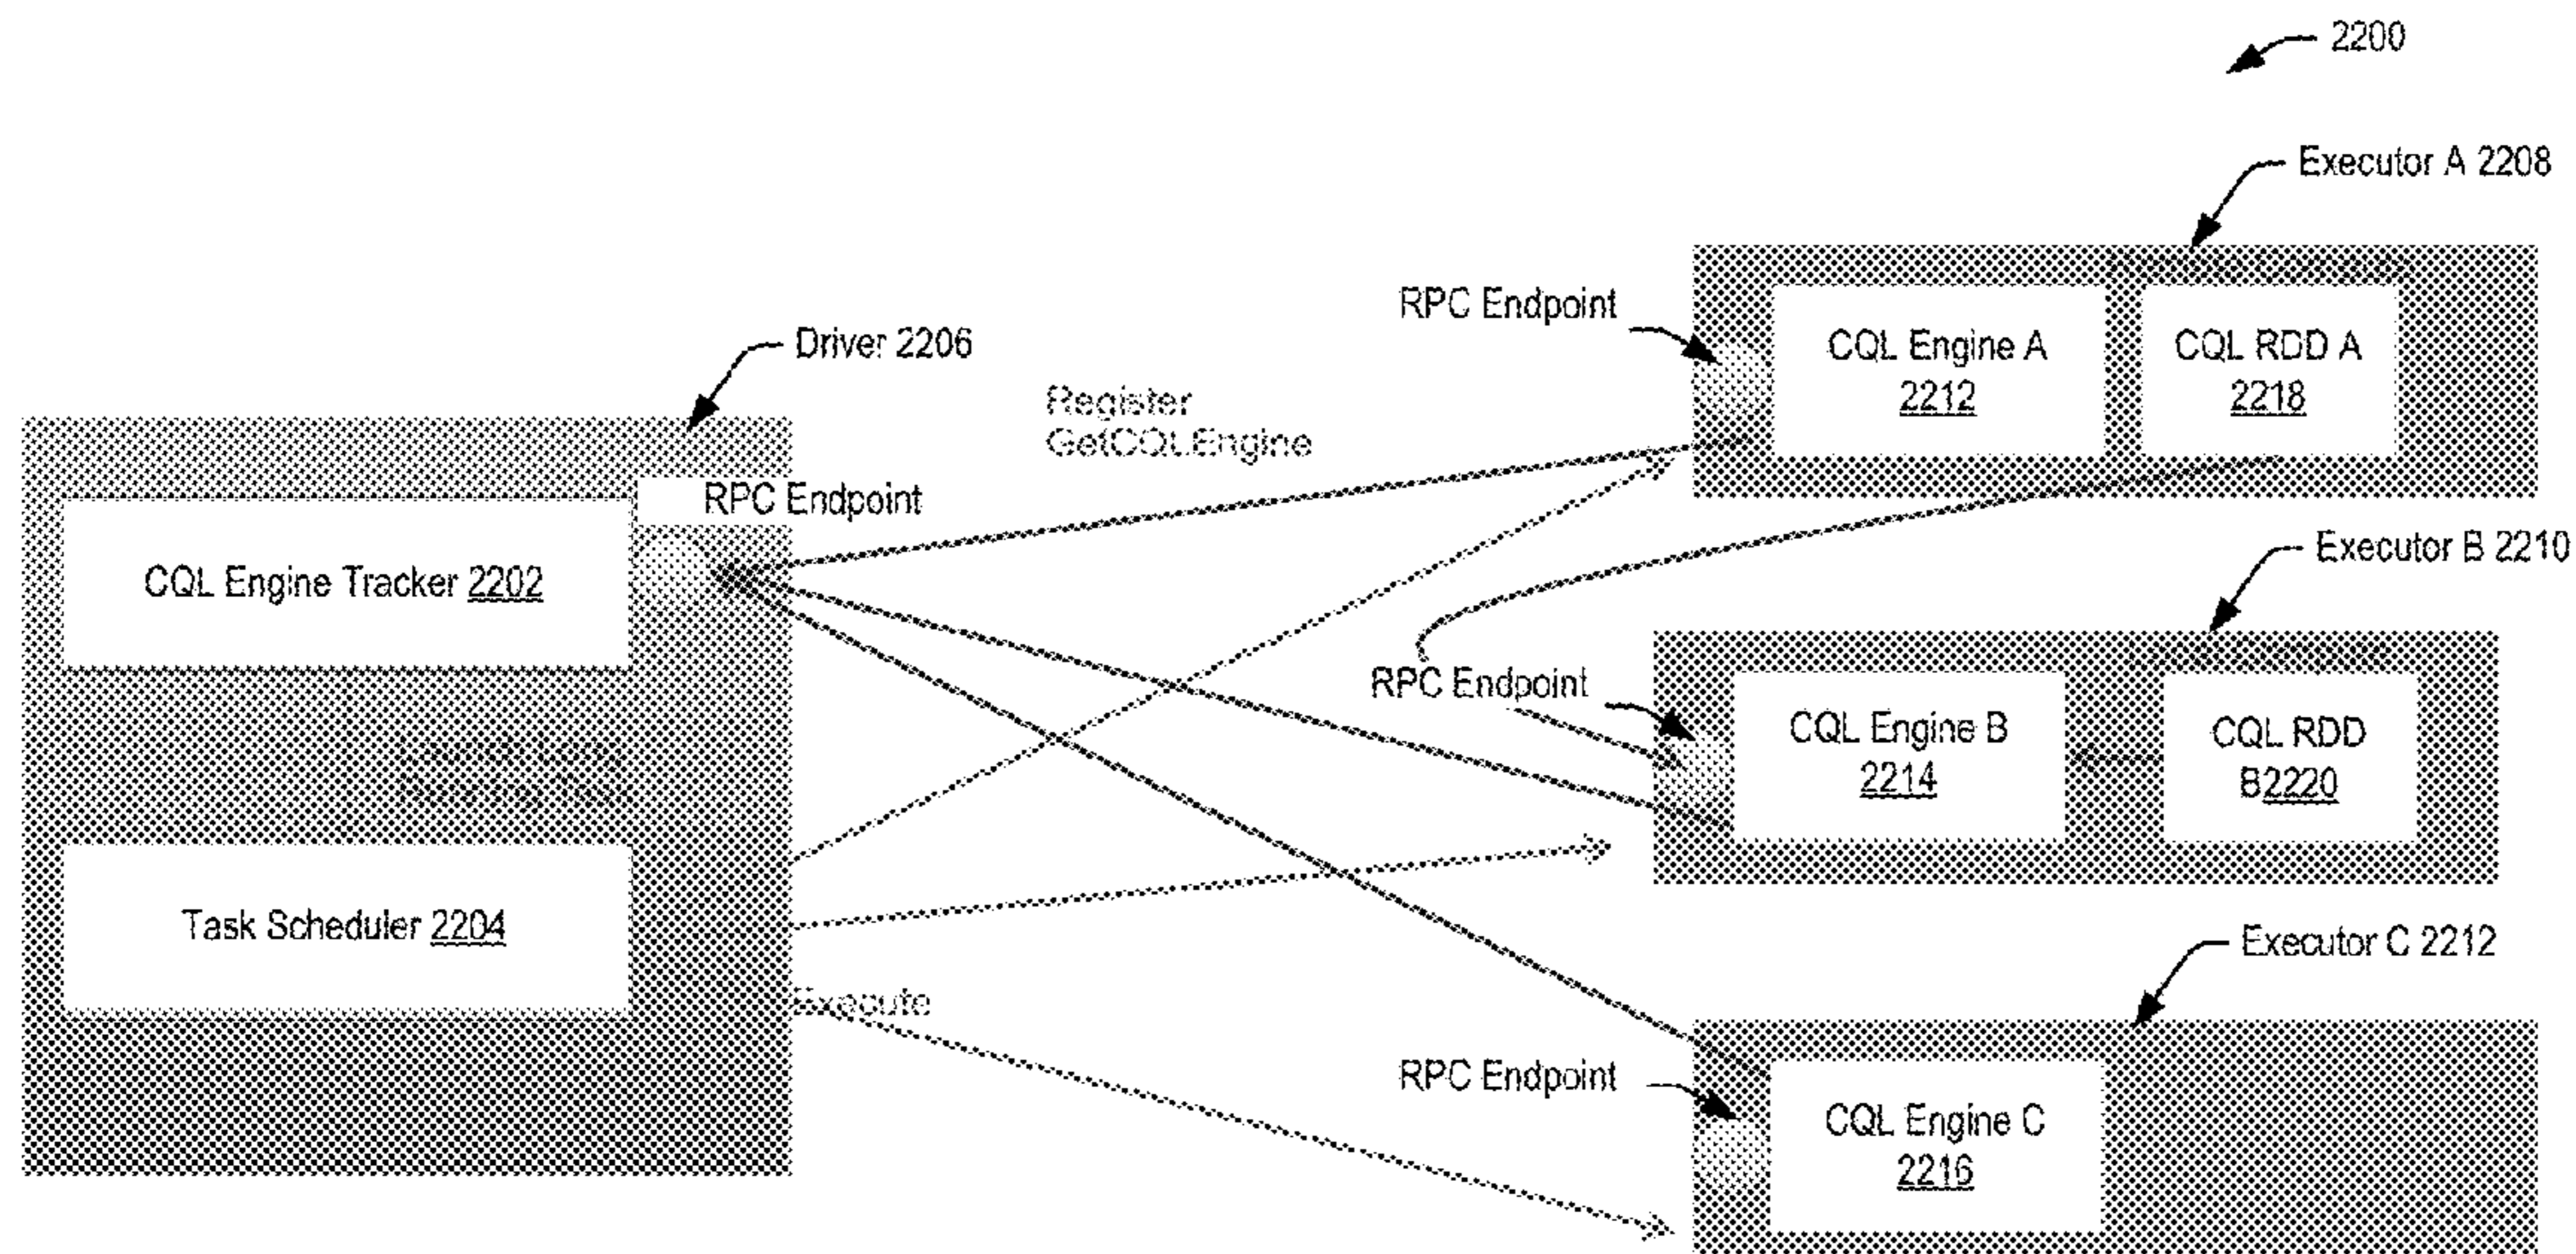 2200
Executor A 2208
RPC Endpoint
CQL Engine A
2212
CQL RDD A
2218
Driver 2206
Register
GetCQLEngine
RPC Endpoint
CQL Engine Tracker 2202
Executor B 2210
RPC Endpoint
CQL Engine B
2214
CQL RDD
B2220
Task Scheduler 2204
Execute
Executor C 2212
RPC Endpoint
CQL Engine C
2216